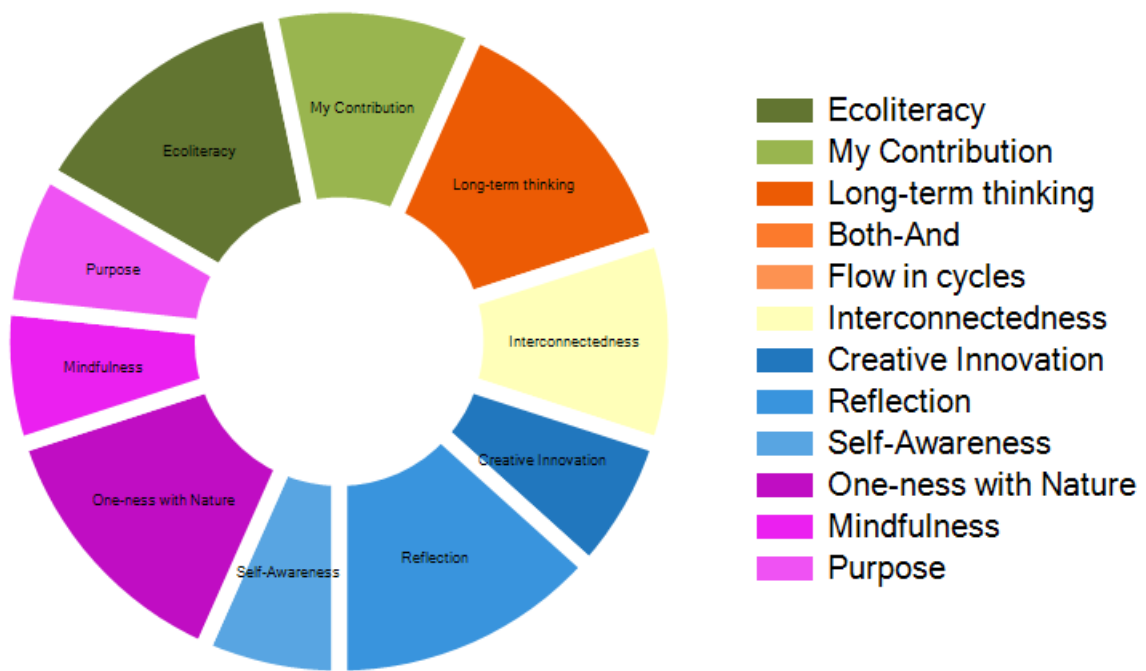 My Contribution
Ecoliteracy
Long-term thinking
Purpose
Interconnectedness
Mindfulness
Creative Innovation
One-ness with Nature
Reflection
Self-Awareness
Ecoliteracy
My Contribution
Long-term thinking
Both-And
Flow in cycles
Interconnectedness
Creative Innovation
Reflection
Self-Awareness
One-ness with Nature
Mindfulness
Purpose